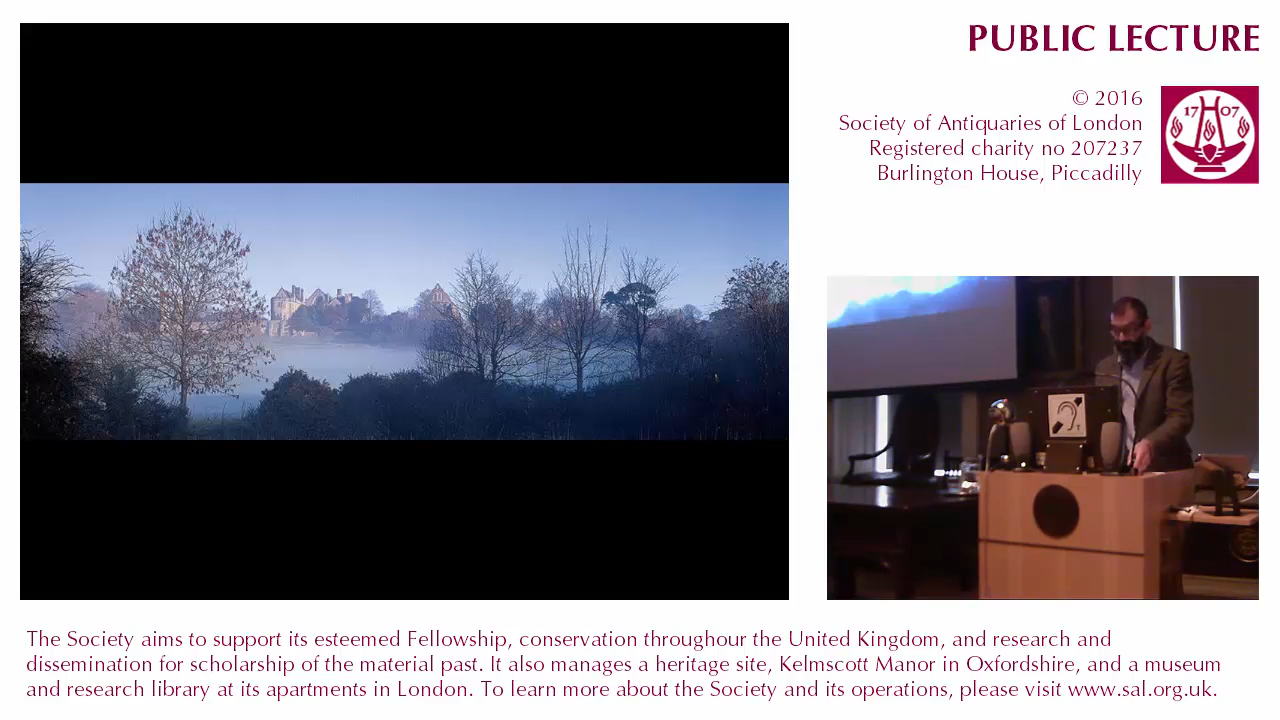 PUBLIC LECTURE
© 2016
Society of Antiquaries of London
Registered charity no 207237
Burlington House, Piccadilly
17 07
T
The Society aims to support its esteemed Fellowship, conservation throughour the United Kingdom, and research and
dissemination for scholarship of the material past. It also manages a heritage site, Kelmscott Manor in Oxfordshire, and a museum
and research library at its apartments in London. To learn more about the Society and its operations, please visit www.sal.org.uk.